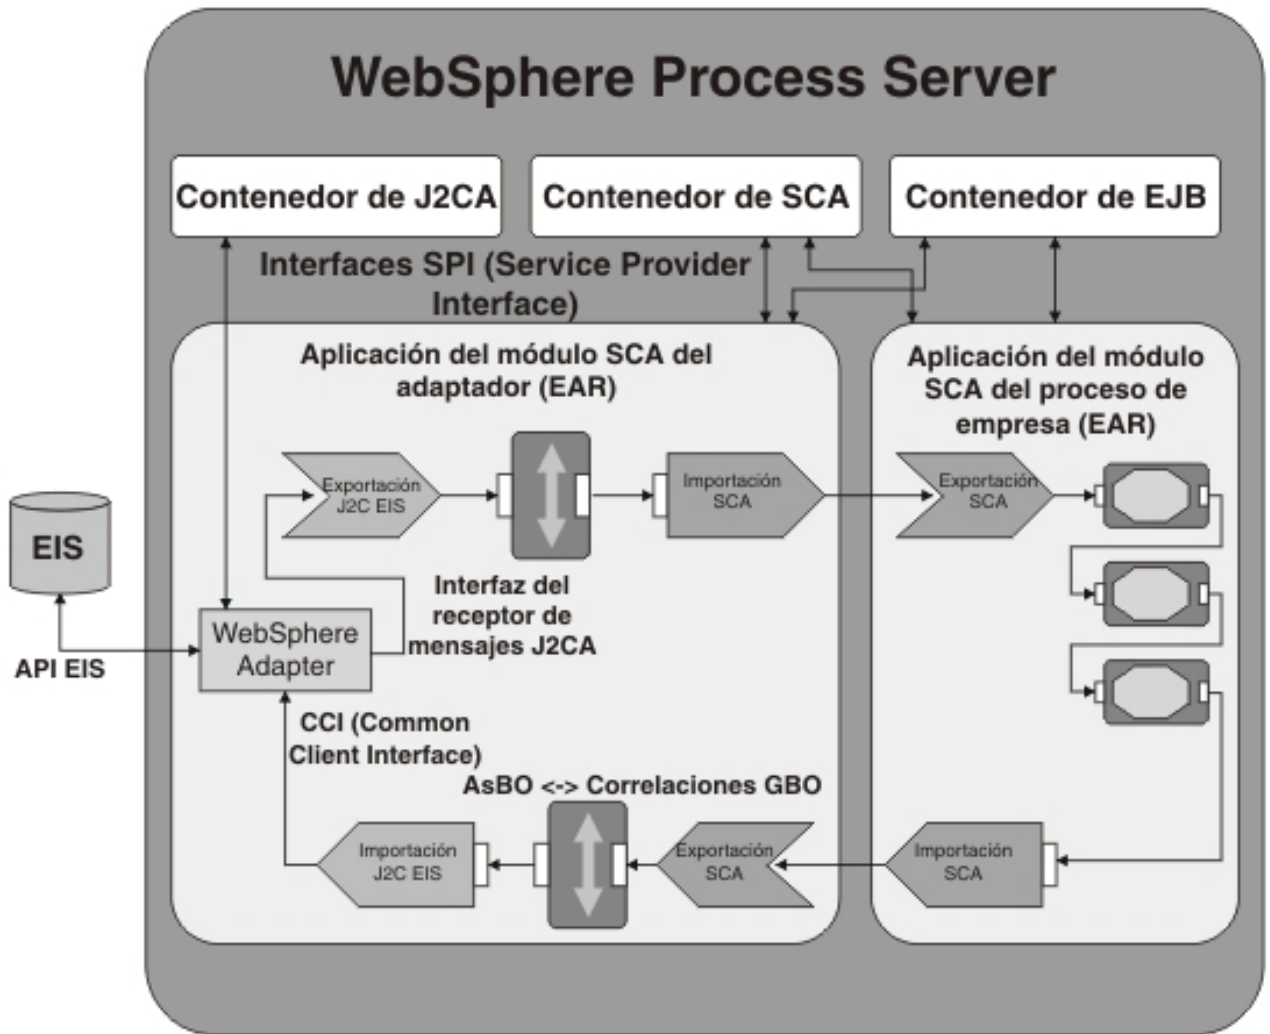 WebSphere Process Server
Contenedor de J2CA
Contenedor de SCA
Contenedor de EJB
Interfaces SPI (Service Provider
Interface)
Aplicación del módulo SCA del
adaptador (EAR)
Aplicación del módulo
SCA del proceso de
empresa (EAR)
Exportación
J2C EIS
Importación
SCA
Exportación
SCA
EIS
API EIS
Interfaz del
receptor de
mensajes J2CA
WebSphere
Adapter
CCI (Common
Client Interface)
AsBO <-> Correlaciones GBO
Importación
J2C EIS
Exportación
SCA
Importación
SCA